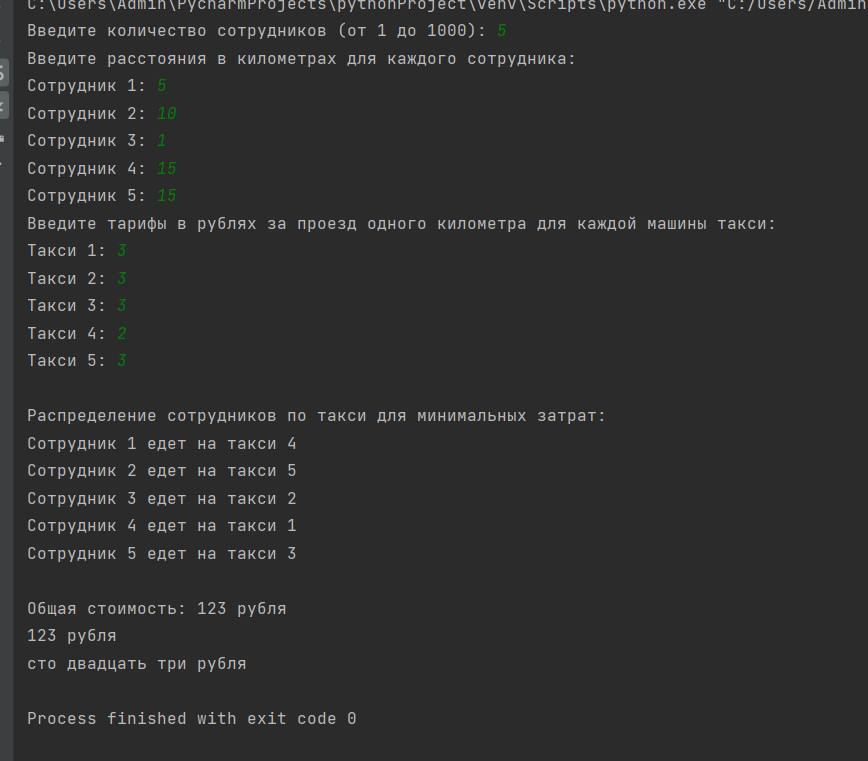 C:\Users\Admin\PycharmProjects\pythonProject\venv\Scripts\python.exe "C:/Users/Admin
Введите количество сотрудников (от 1 до 1000): 5
Введите расстояния в километрах для каждого сотрудника:
Сотрудник 1: 5
Сотрудник 2: 10
Сотрудник 3: 1
Сотрудник 4: 15
Сотрудник 5: 15
Введите тарифы в рублях за проезд одного километра для каждой машины такси:
Такси 1: 3
Такси 2: 3
Такси 3: 3
Такси 4: 2
Такси 5: 3
Распределение сотрудников по такси для минимальных затрат:
Сотрудник 1 едет на такси 4
Сотрудник 2 едет на такси 5
Сотрудник 3 едет на такси 2
Сотрудник 4 едет на такси 1
Сотрудник 5 едет на такси 3
Общая стоимость: 123 рубля
123 рубля
сто двадцать три рубля
Process finished with exit code 0